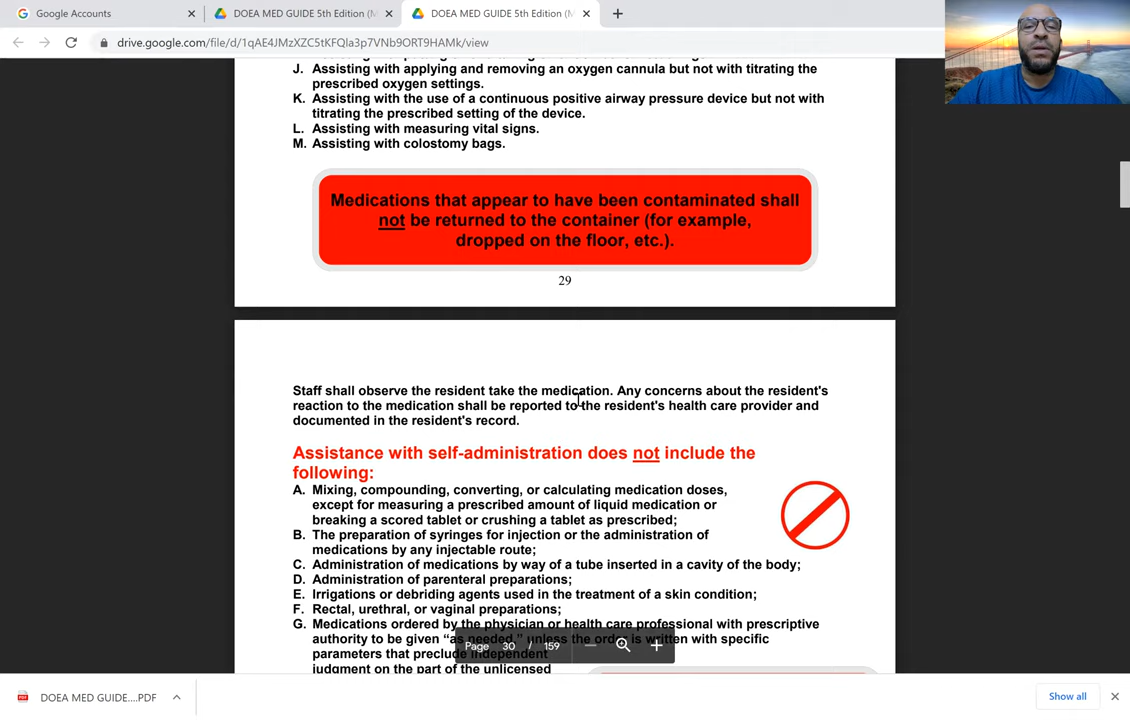 Google Accounts
DOEA MED GUIDE 5th Edition (M
DOEA MED GUIDE 5th Edition (M
drive.google.com/file/d/1qAE4JMzXZC5tKFQIa3p7VNb9ORT9HAMk/view
J. Assisting with applying and removing an oxygen cannula but not with titrating the
prescribed oxygen settings.
K. Assisting with the use of a continuous positive airway pressure device but not with
titrating the prescribed setting of the device.
L. Assisting with measuring vital signs.
M. Assisting with colostomy bags.
Medications that appear to have been contaminated shall
not be returned to the container (for example,
dropped on the floor, etc.).
29
Staff shall observe the resident take the medication. Any concerns about the resident's
reaction to the medication shall be reported to the resident's health care provider and
documented in the resident's record.
Assistance with self-administration does not include the
following:
A. Mixing, compounding, converting, or calculating medication doses,
except for measuring a prescribed amount of liquid medication or
breaking a scored tablet or crushing a tablet as prescribed;
B. The preparation of syringes for injection or the administration of
medications by any injectable route;
C. Administration of medications by way of a tube inserted in a cavity of the body;
D. Administration of parenteral preparations;
E. Irrigations or debriding agents used in the treatment of a skin condition;
F. Rectal, urethral, or vaginal preparations;
G. Medications ordered by the physician or health care professional with prescriptive
authority to be given “as needed,” unless the order is written with specific
parameters that preclude independent
judgment on the part of the unlicensed
Page 30 / 159
DOEA MED GUIDE....PDF
Show all